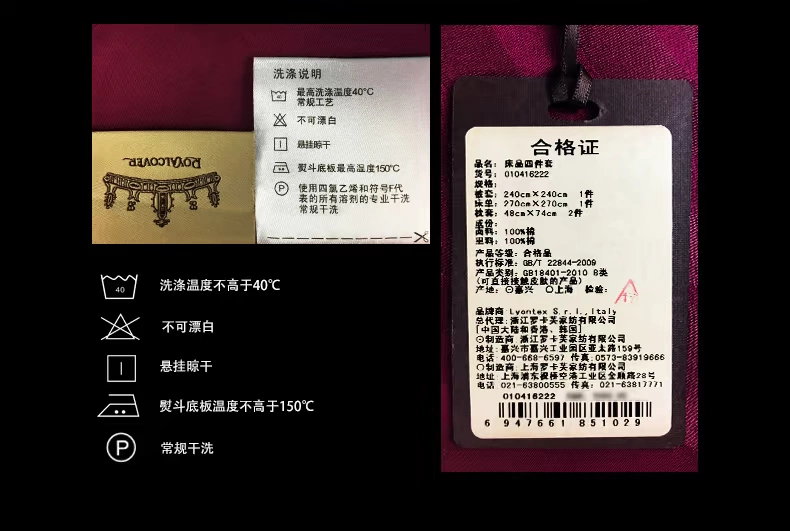 ROYALCOVER
洗涤说明
40
最高洗涤温度40℃
常规工艺
不可漂白
悬挂晾干
熨斗底板最高温度150℃
P
使用四氯乙烯和符号F代
表的所有溶剂的专业干洗
常规干洗
40
洗涤温度不高于40℃
不可漂白
悬挂晾干
熨斗底板温度不高于150℃
P
常规干洗
合格证
品名: 床品四件套
货号: 010416222
规格:
被套: 240cm×240cm 1件
床单: 270cm×270cm 1件
枕套: 48cm×74cm 2件
成份:
面料: 100%棉
里料: 100%棉
产品等级: 合格品
执行标准: GB/T 22844-2009
产品类别: GB18401-2010 B类
(可直接接触皮肤的产品)
产地: ⊙嘉兴 ○上海 检验:
品牌商: Lyontex S.r.l., Italy
总代理: 浙江罗卡芙家纺有限公司
[中国大陆和香港、韩国]
⊙制造商: 浙江罗卡芙家纺有限公司
地址: 嘉兴市嘉兴工业园区亚太路159号
电话: 400-668-6597 传真: 0573-83919666
○制造商: 上海罗卡芙家纺有限公司
地址: 上海浦东祝桥空港工业区金顺路28号
电话: 021-63800555 传真: 021-63817771
010416222
6 947661 851029